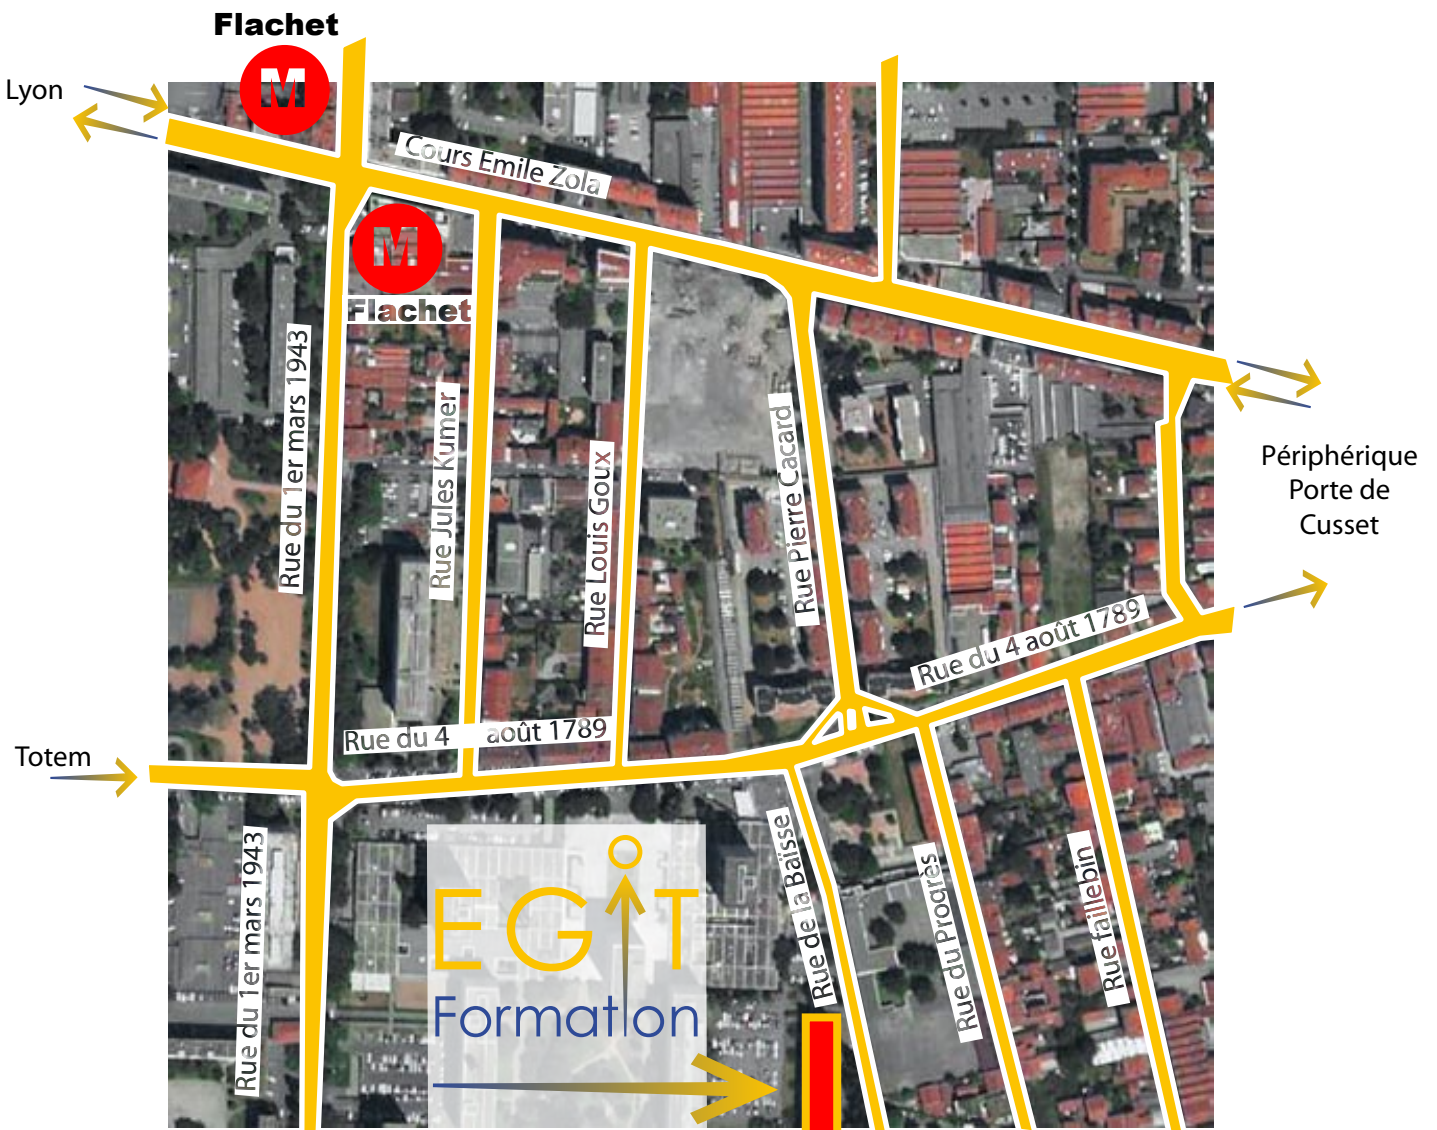 Flachet
M
Lyon
Cours Emile Zola
M
Flachet
Rue du 1er mars 1943
Rue Jules Kumer
Rue Louis Goux
Rue Pierre Cacard
Périphérique
Porte de
Cusset
Rue du 4 août 1789
Rue du 4 août 1789
Totem
Rue du 1er mars 1943
Rue de la Baïsse
Rue du Progrès
Rue faillebin
EGiT
Formation